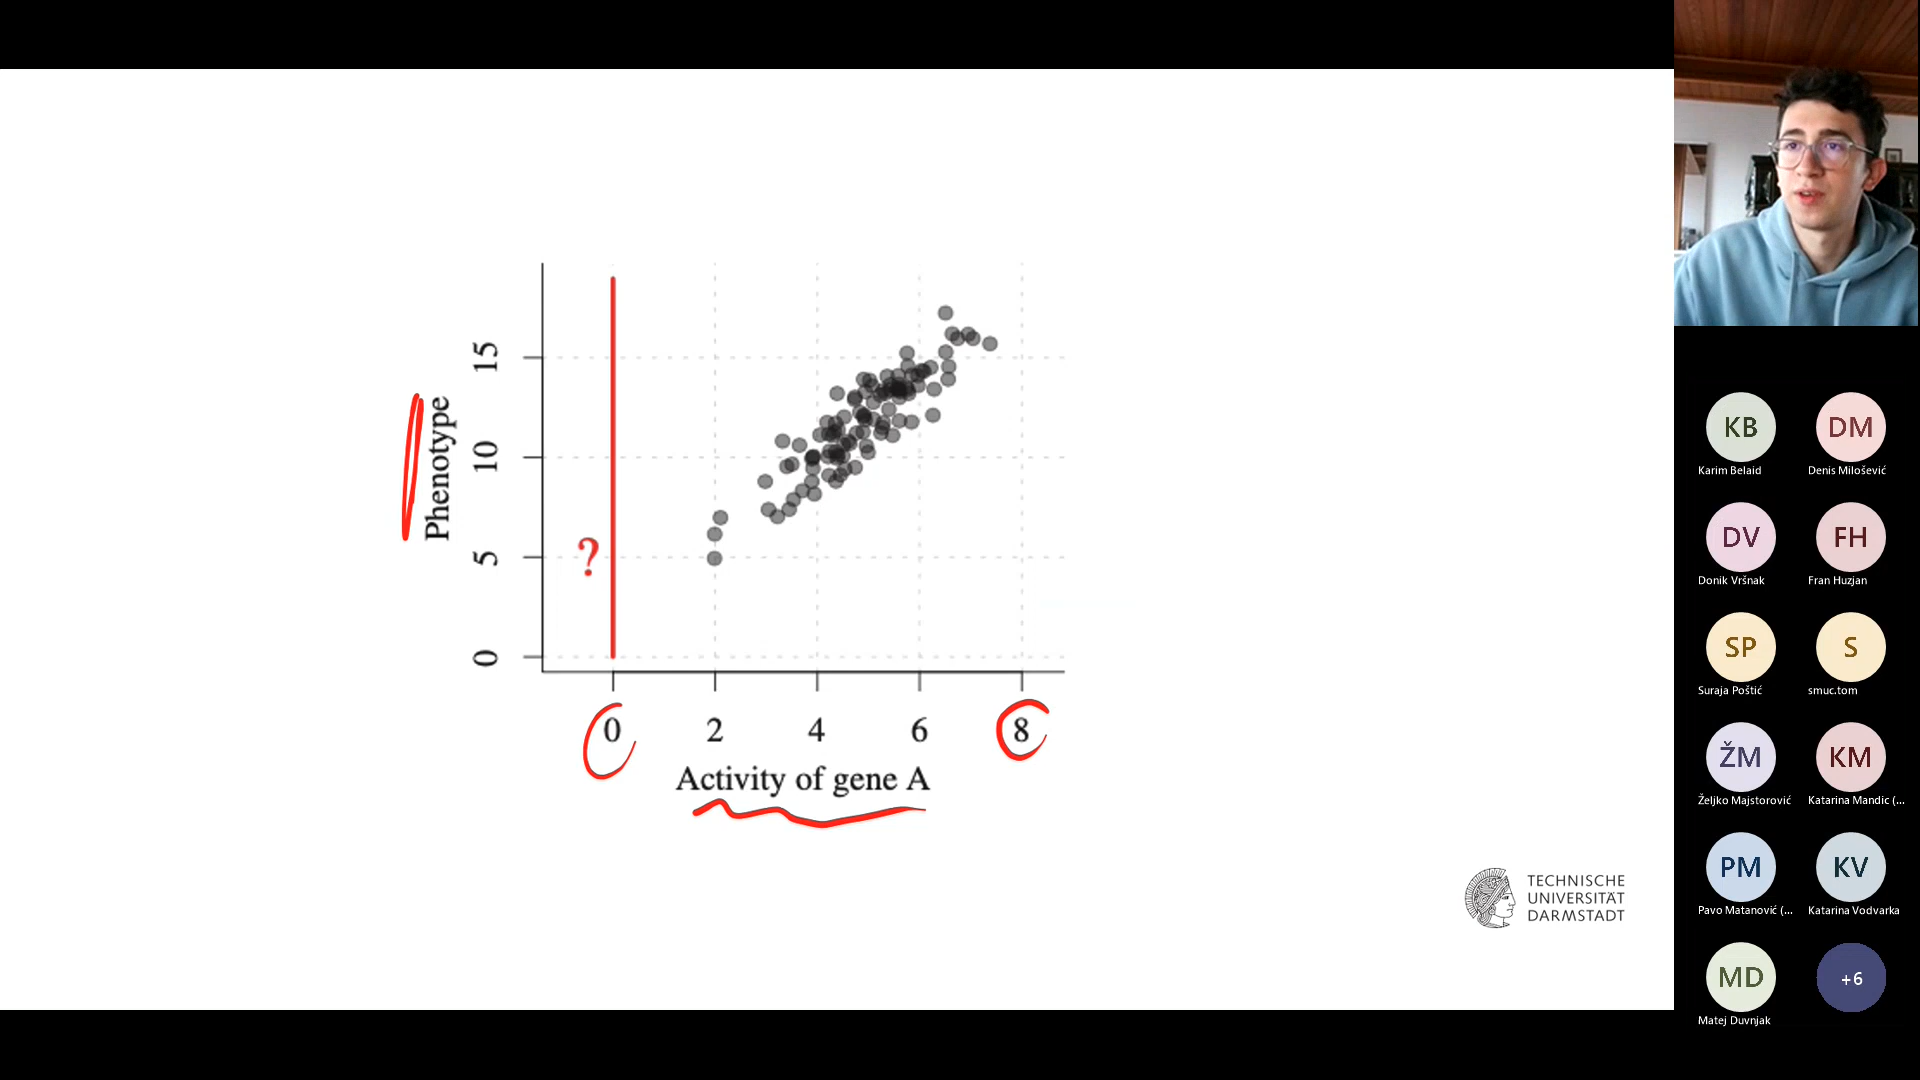 Phenotype
15
10
5
0
?
0 2 4 6 8
Activity of gene A
TECHNISCHE
UNIVERSITÄT
DARMSTADT
KB DM
Karim Belaid Denis Milošević
DV FH
Donik Vršnak Fran Huzjan
SP S
Suraja Poštić smuc.tom
ŽM KM
Željko Majstorović Katarina Mandic (...
PM KV
Pavo Matanović (... Katarina Vodvarka
MD +6
Matej Duvnjak